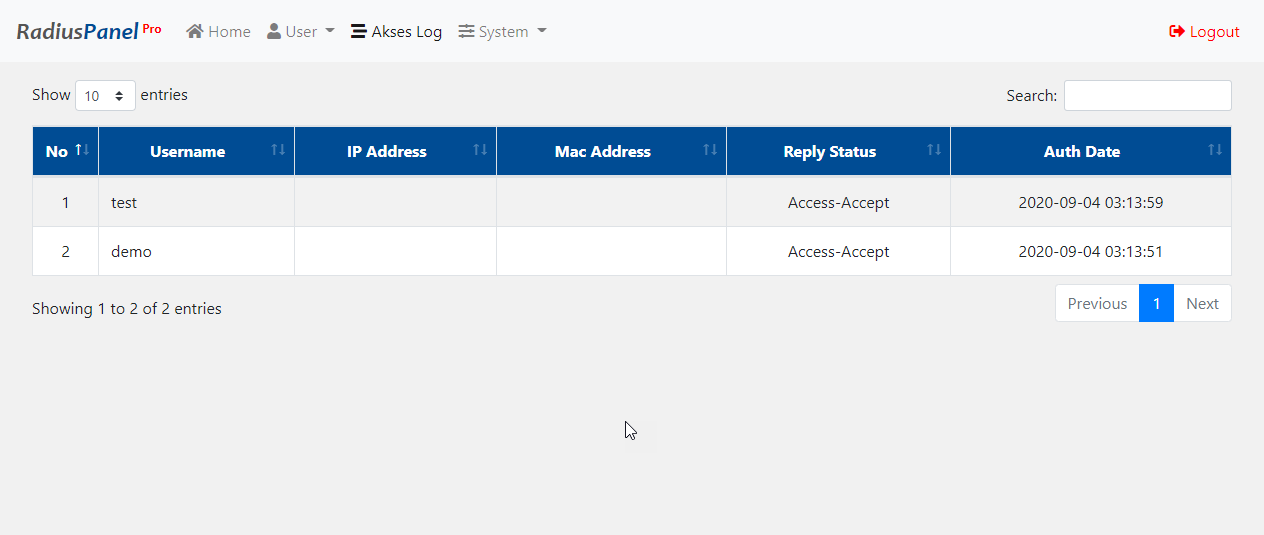 RadiusPanel Pro Home User Akses Log System Logout
Show 10 entries Search:
No Username IP Address Mac Address Reply Status Auth Date
1 test Access-Accept 2020-09-04 03:13:59
2 demo Access-Accept 2020-09-04 03:13:51
Showing 1 to 2 of 2 entries Previous 1 Next